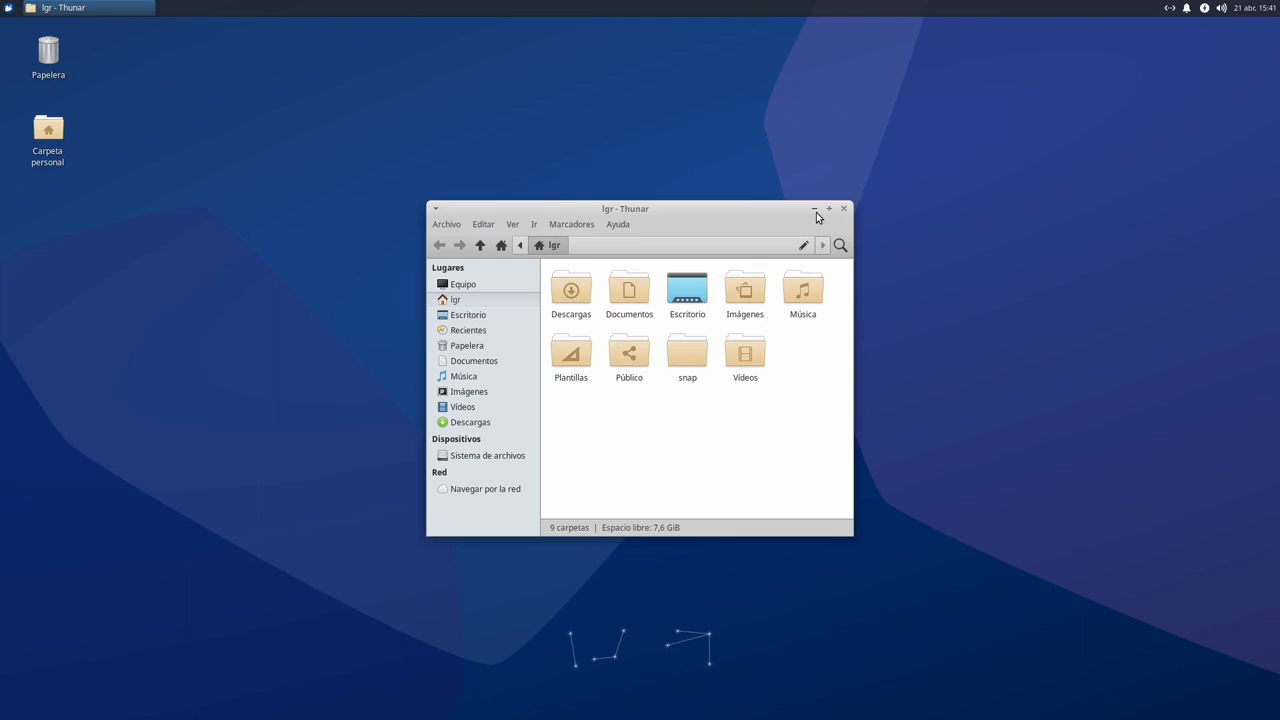 lgr - Thunar
21 abr, 15:41
Papelera
Carpeta
personal
lgr - Thunar
Archivo Editar Ver Ir Marcadores Ayuda
lgr
Lugares
Equipo
lgr
Escritorio
Recientes
Papelera
Documentos
Música
Imágenes
Vídeos
Descargas
Dispositivos
Sistema de archivos
Red
Navegar por la red
Descargas Documentos Escritorio Imágenes Música
Plantillas Público snap Vídeos
9 carpetas | Espacio libre: 7,6 GiB